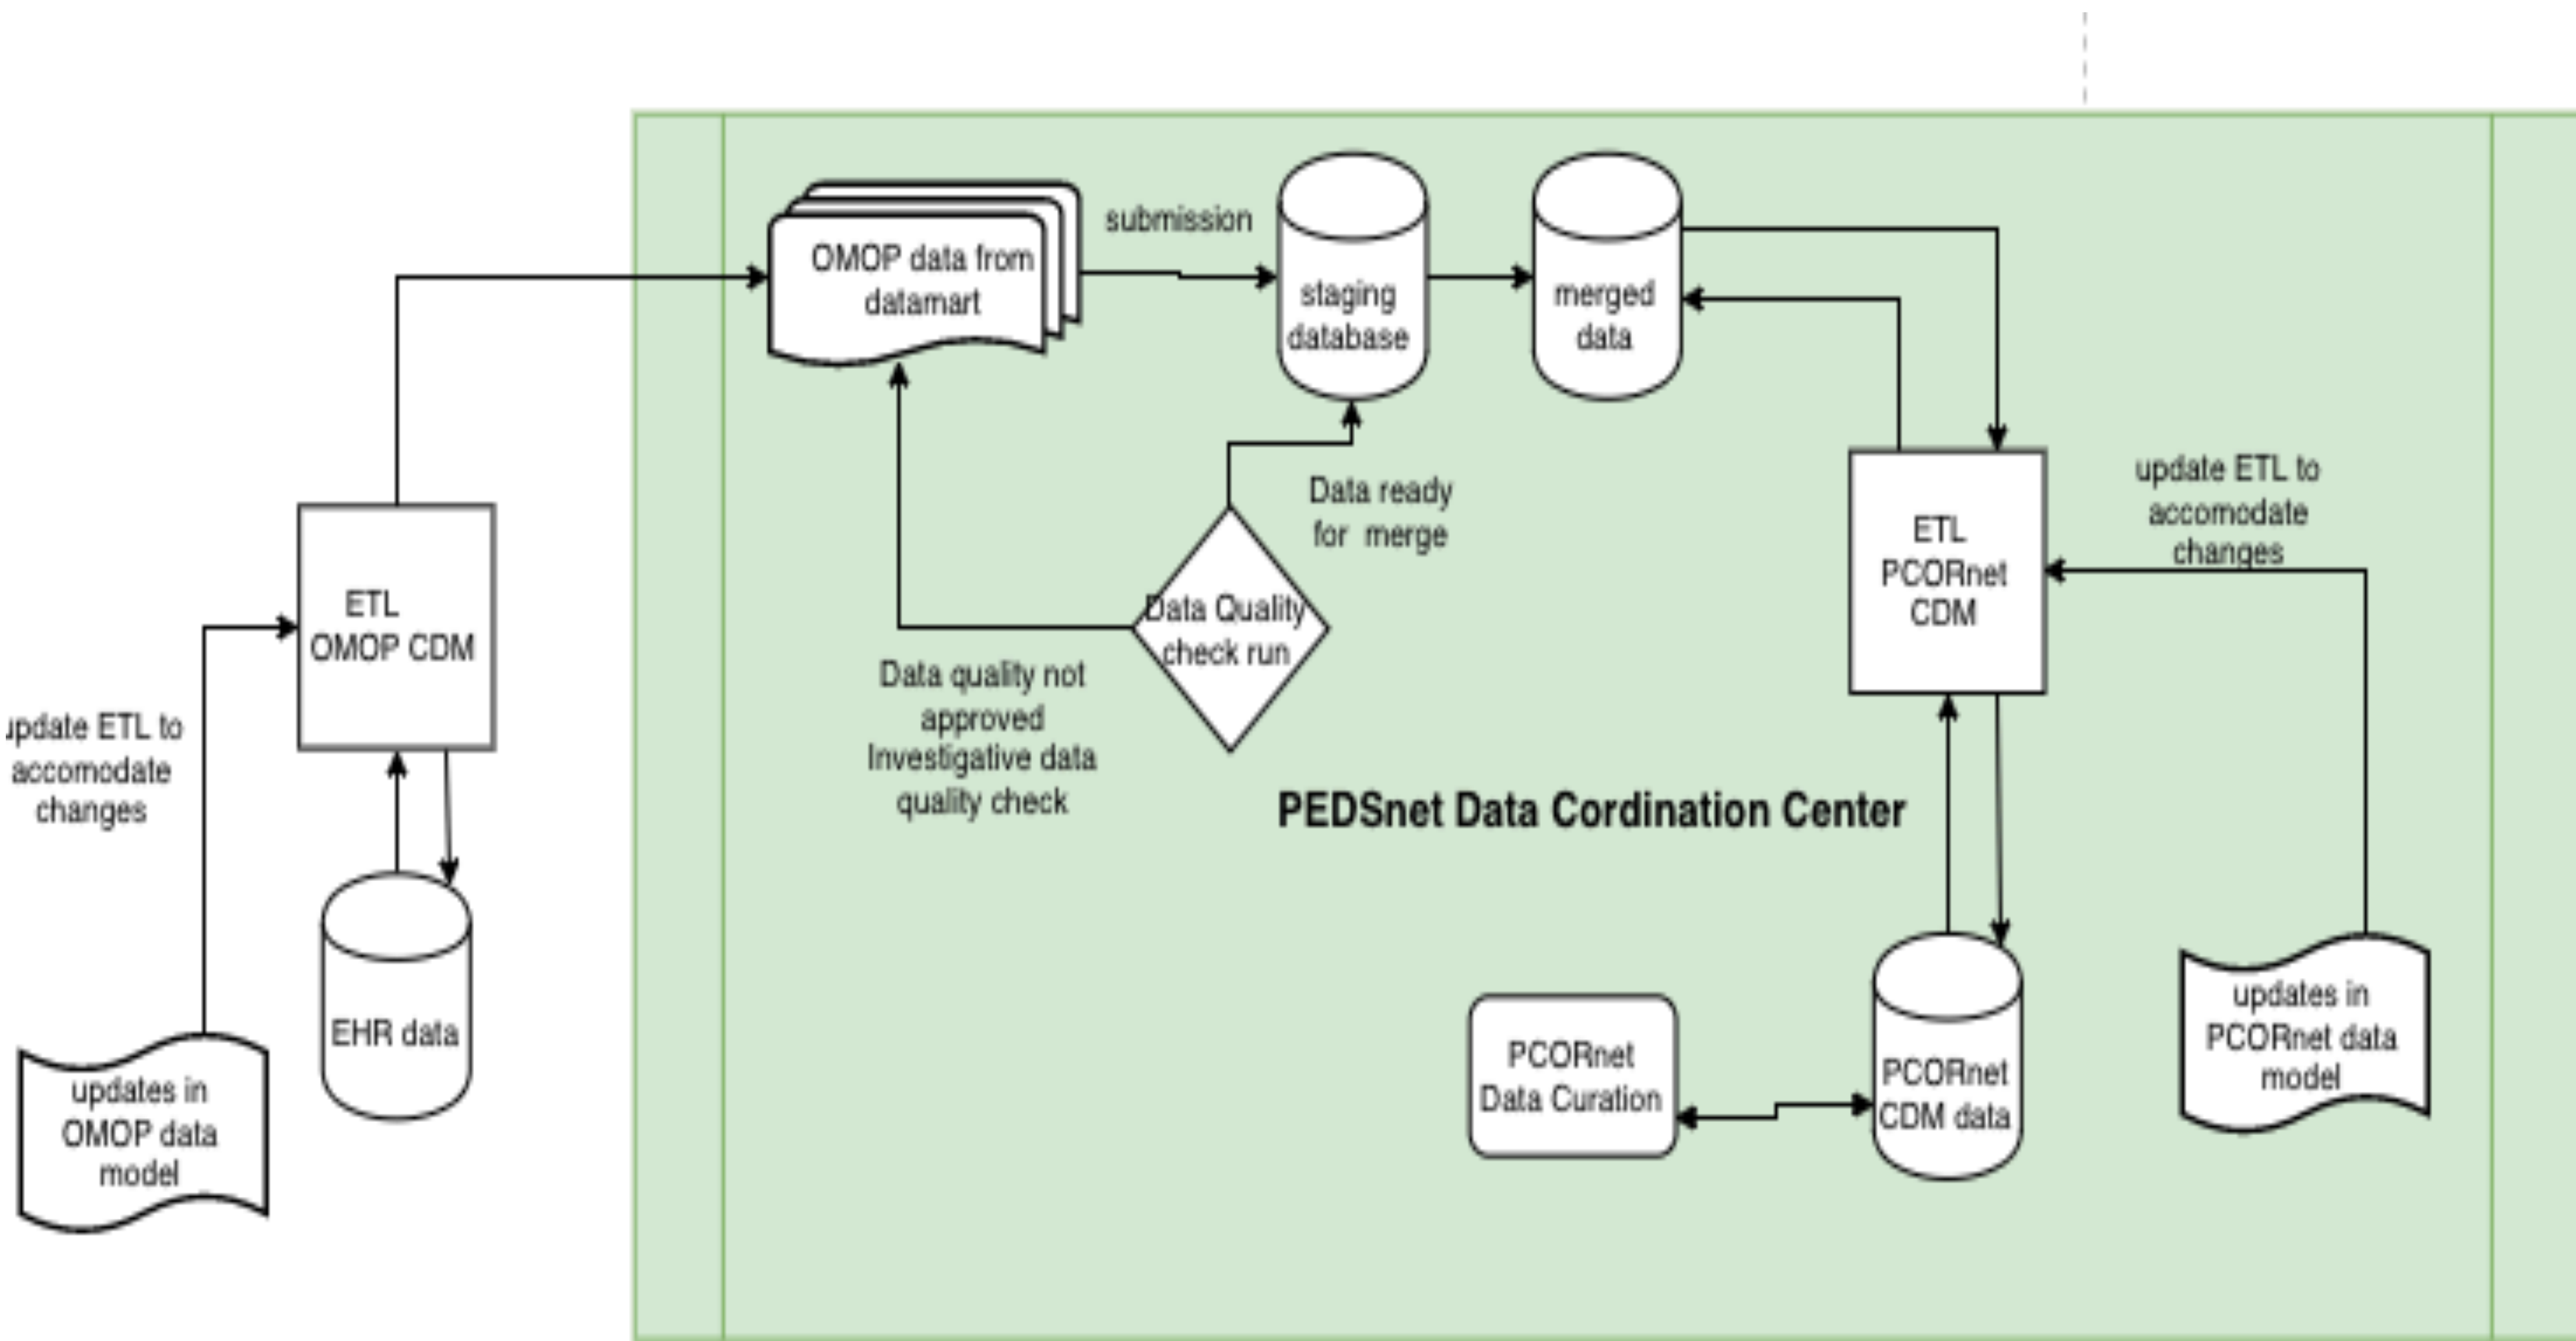 OMOP data from
datamart
submission
staging
database
merged
data
Data ready
for merge
ETL
PCORnet
CDM
update ETL to
accomodate
changes
ETL
OMOP CDM
Data Quality
check run
Data quality not
approved
Investigative data
quality check
update ETL to
accomodate
changes
PEDSnet Data Cordination Center
EHR data
updates in
OMOP data
model
PCORnet
Data Curation
PCORnet
CDM data
updates in
PCORnet data
model